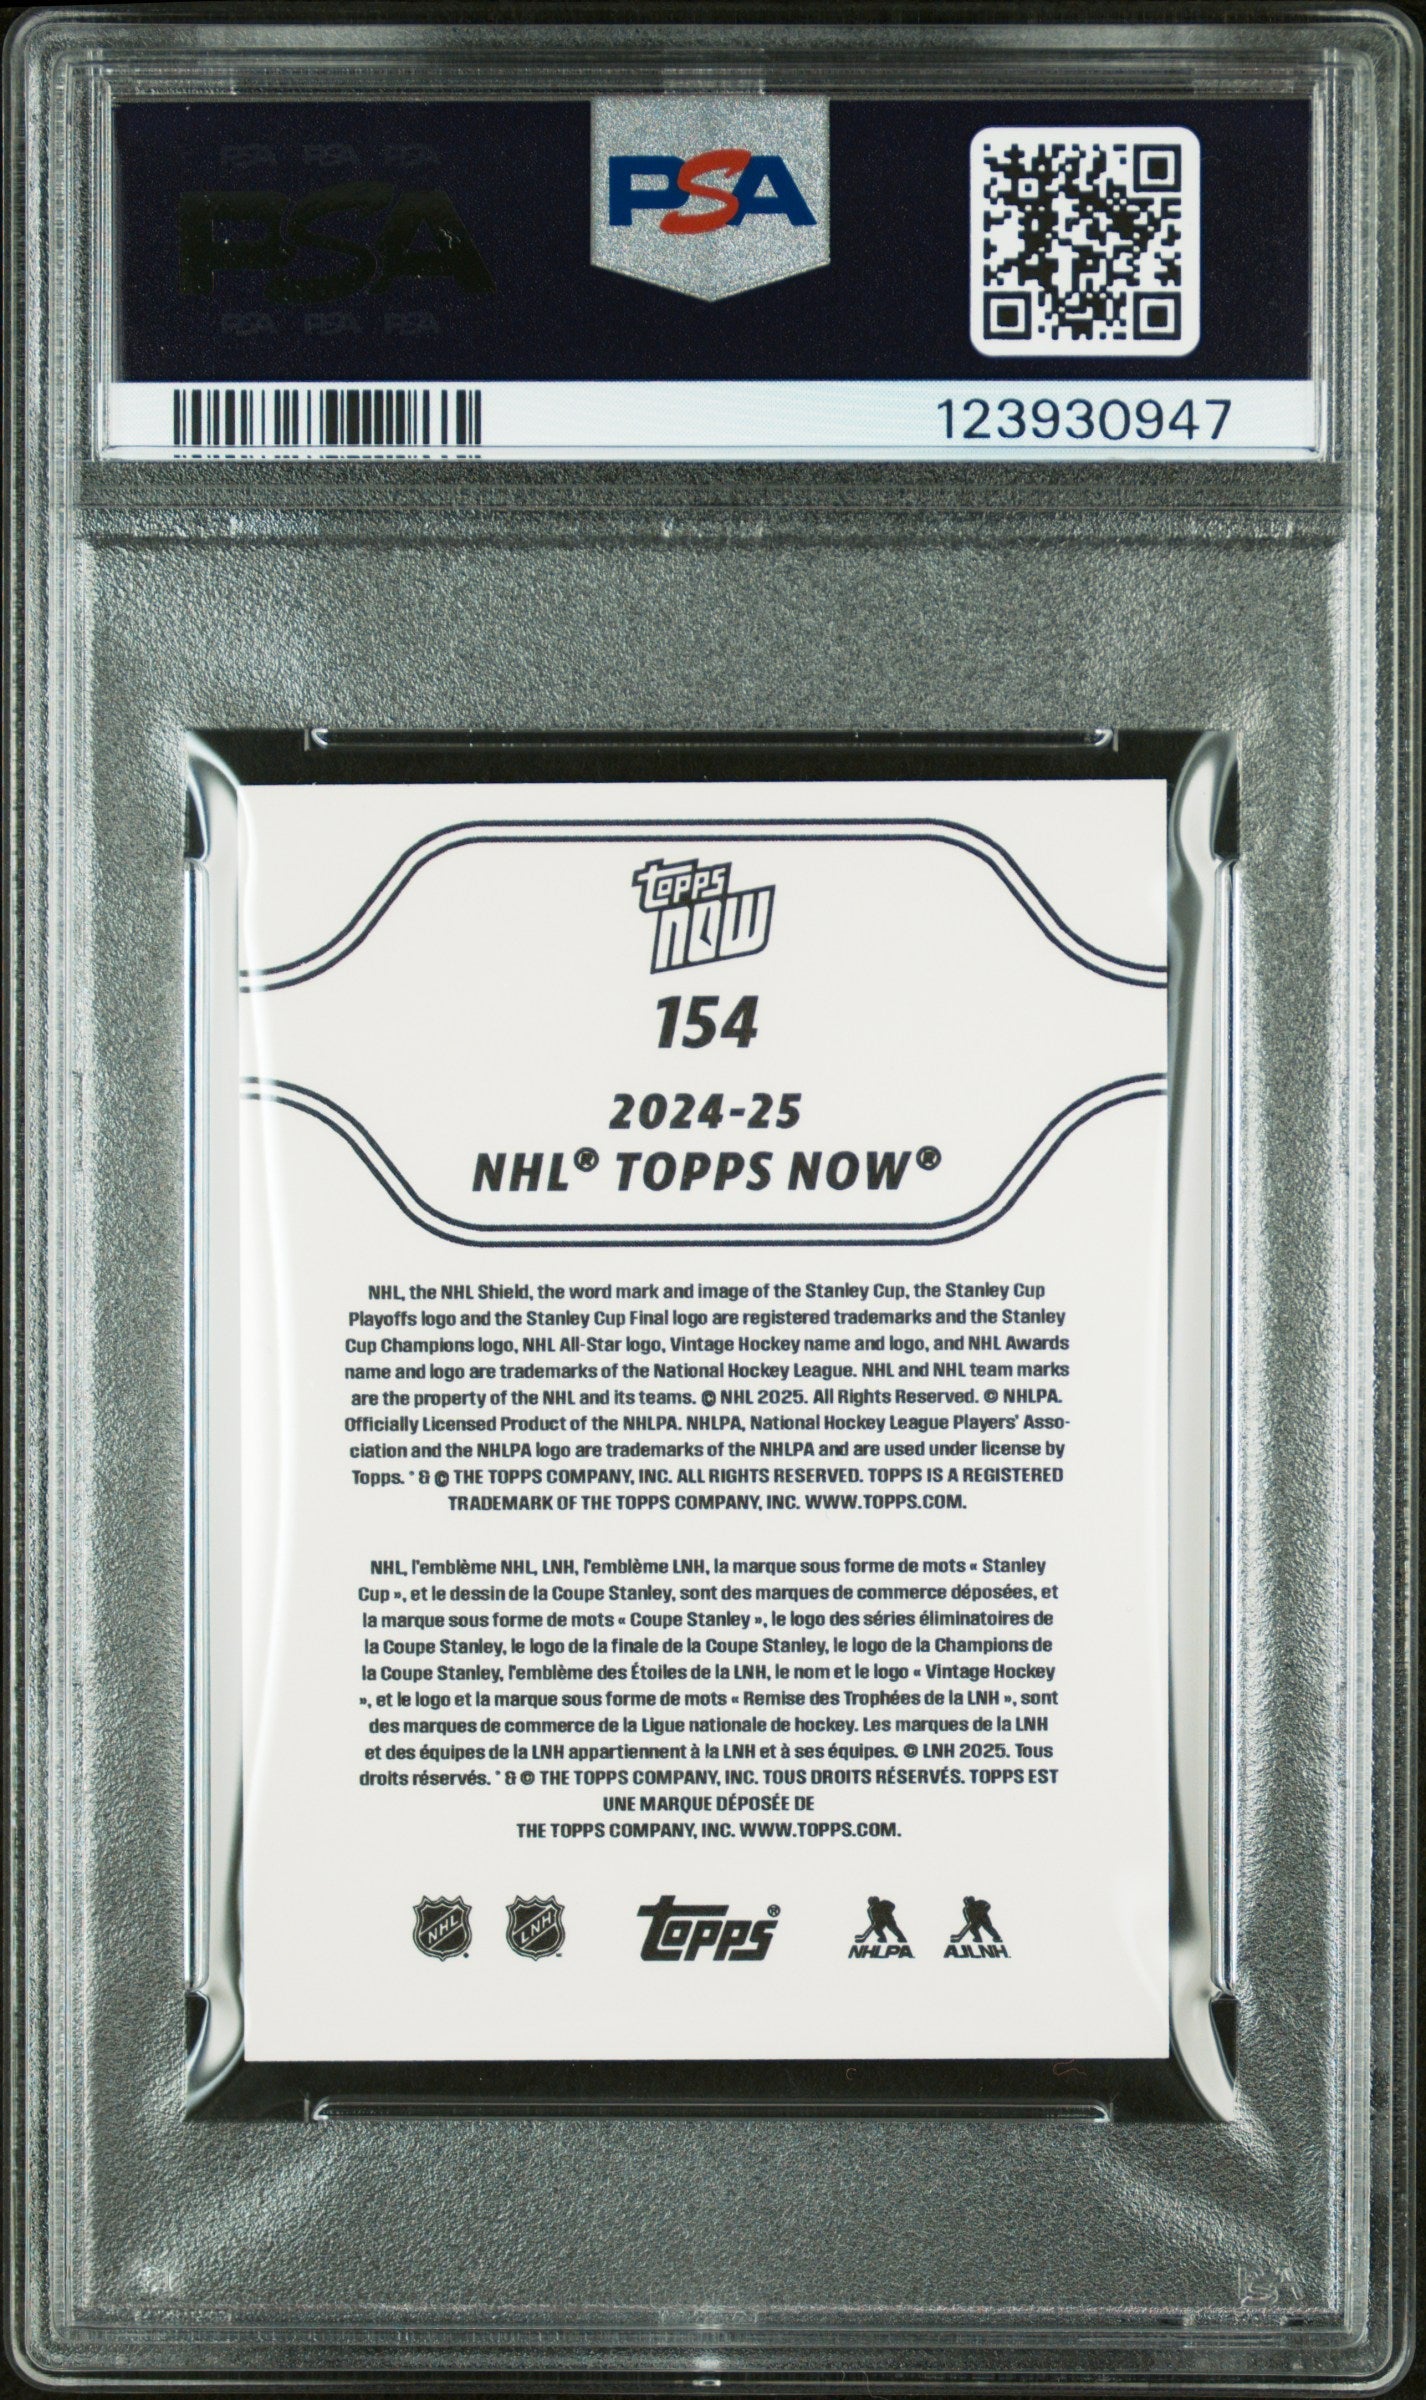 PSA PSA PSA
PSA
PSA PSA PSA
PSA
123930947
topps
NOW
154
2024-25
NHL® TOPPS NOW®
NHL, the NHL Shield, the word mark and image of the Stanley Cup, the Stanley Cup
Playoffs logo and the Stanley Cup Final logo are registered trademarks and the Stanley
Cup Champions logo, NHL All-Star logo, Vintage Hockey name and logo, and NHL Awards
name and logo are trademarks of the National Hockey League. NHL and NHL team marks
are the property of the NHL and its teams. © NHL 2025. All Rights Reserved. © NHLPA.
Officially Licensed Product of the NHLPA. NHLPA, National Hockey League Players' Asso-
ciation and the NHLPA logo are trademarks of the NHLPA and are used under license by
Topps. * & © THE TOPPS COMPANY, INC. ALL RIGHTS RESERVED. TOPPS IS A REGISTERED
TRADEMARK OF THE TOPPS COMPANY, INC. WWW.TOPPS.COM.
NHL, l'emblème NHL, LNH, l'emblème LNH, la marque sous forme de mots « Stanley
Cup », et le dessin de la Coupe Stanley, sont des marques de commerce déposées, et
la marque sous forme de mots « Coupe Stanley », le logo des séries éliminatoires de
la Coupe Stanley, le logo de la finale de la Coupe Stanley, le logo de la Champions de
la Coupe Stanley, l'emblème des Étoiles de la LNH, le nom et le logo « Vintage Hockey
», et le logo et la marque sous forme de mots « Remise des Trophées de la LNH », sont
des marques de commerce de la Ligue nationale de hockey. Les marques de la LNH
et des équipes de la LNH appartiennent à la LNH et à ses équipes. © LNH 2025. Tous
droits réservés. * & © THE TOPPS COMPANY, INC. TOUS DROITS RÉSERVÉS. TOPPS EST
UNE MARQUE DÉPOSÉE DE
THE TOPPS COMPANY, INC. WWW.TOPPS.COM.
NHL LNH topps® NHLPA AJLNH
PSA